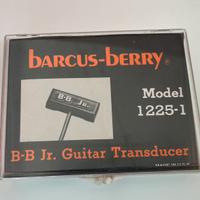 barcus-berry
Model
1225-1
B-B Jr.
B-B Jr. Guitar Transducer